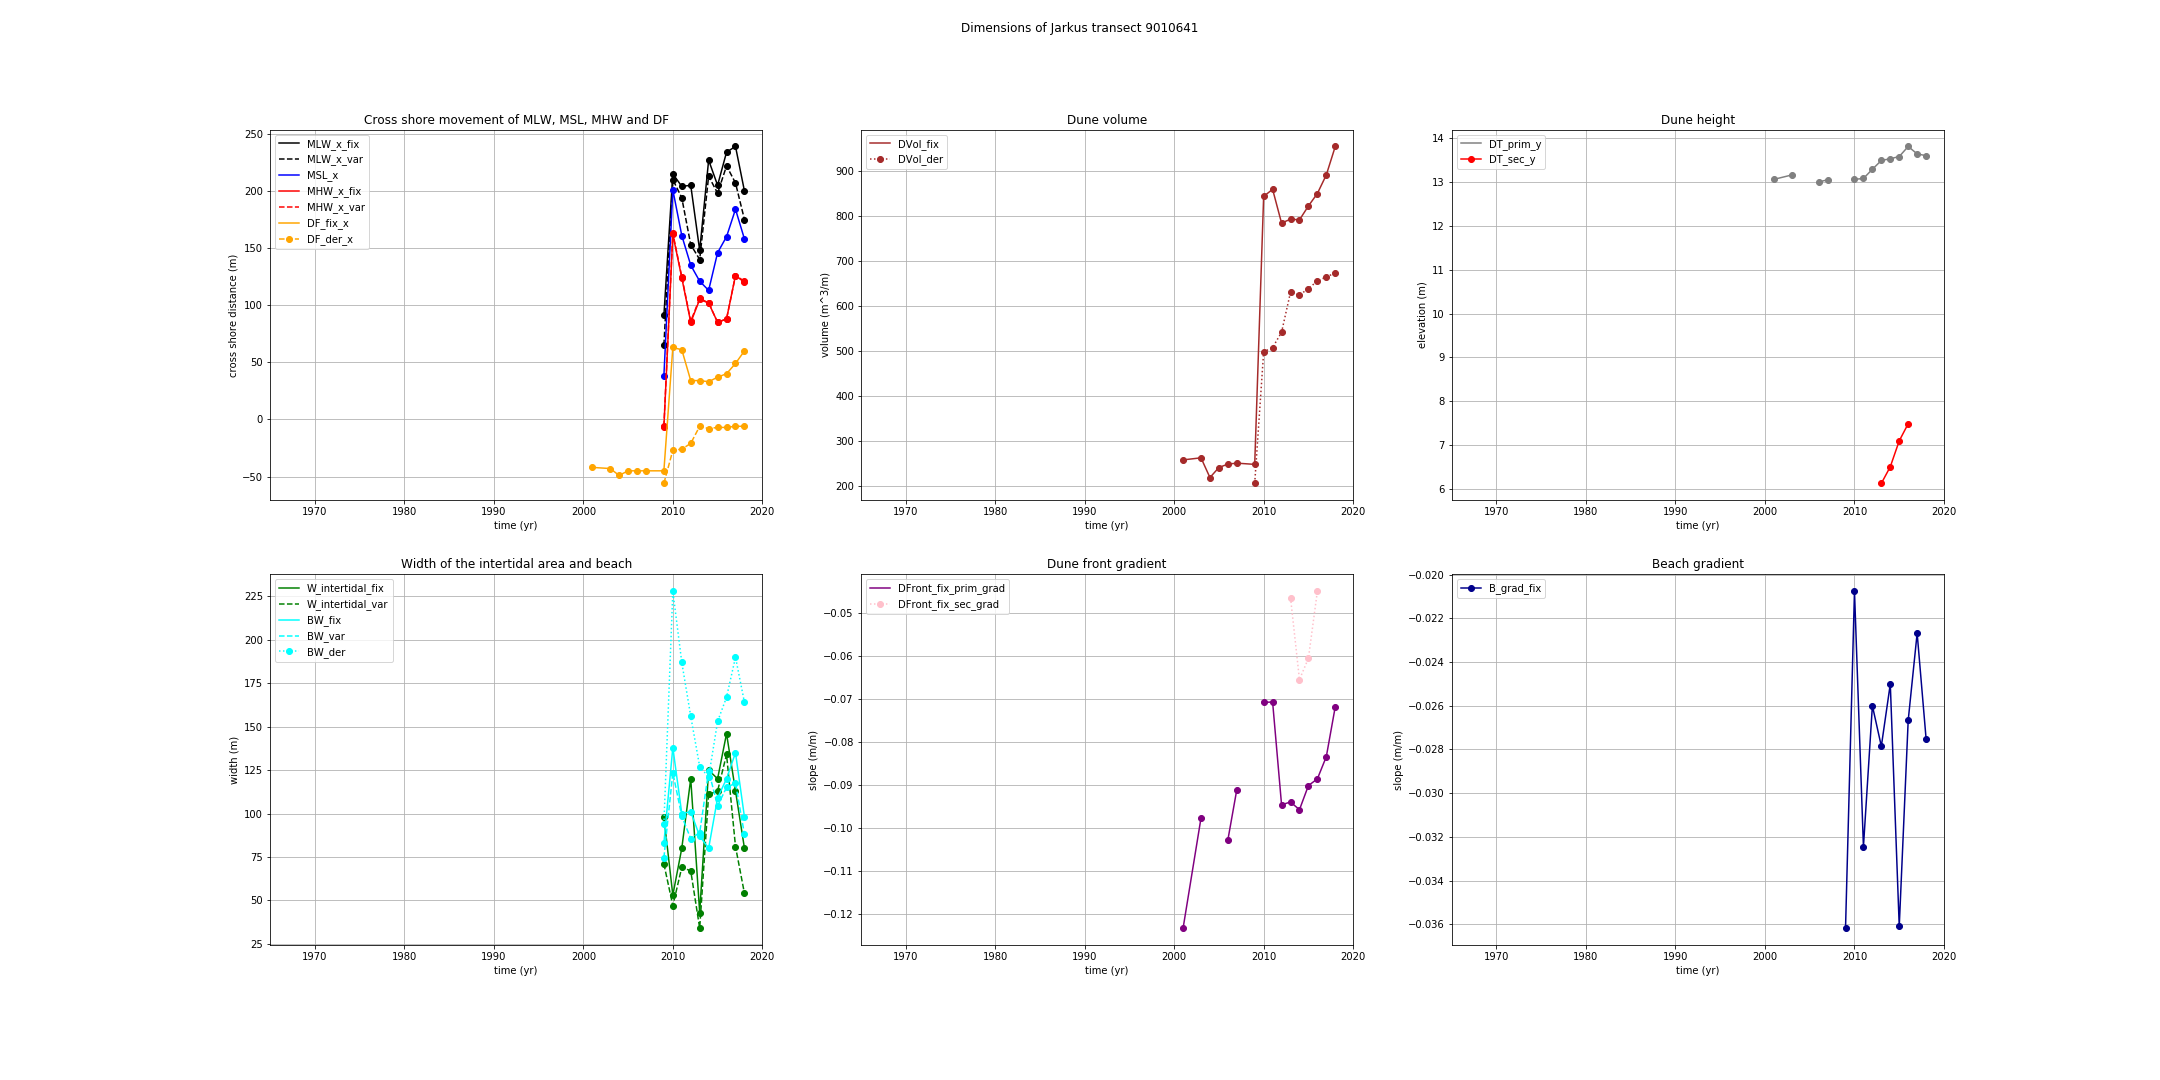 Dimensions of Jarkus transect 9010641
Cross shore movement of MLW, MSL, MHW and DF
250
200
150
100
50
0
−50
cross shore distance (m)
MLW_x_fix
MLW_x_var
MSL_x
MHW_x_fix
MHW_x_var
DF_fix_x
DF_der_x
1970 1980 1990 2000 2010 2020
time (yr)
Dune volume
900
800
700
600
500
400
300
200
volume (m^3/m)
DVol_fix
DVol_der
1970 1980 1990 2000 2010 2020
time (yr)
Dune height
14
13
12
11
10
9
8
7
6
elevation (m)
DT_prim_y
DT_sec_y
1970 1980 1990 2000 2010 2020
time (yr)
Width of the intertidal area and beach
225
200
175
150
125
100
75
50
25
width (m)
W_intertidal_fix
W_intertidal_var
BW_fix
BW_var
BW_der
1970 1980 1990 2000 2010 2020
time (yr)
Dune front gradient
−0.05
−0.06
−0.07
−0.08
−0.09
−0.10
−0.11
−0.12
slope (m/m)
DFront_fix_prim_grad
DFront_fix_sec_grad
1970 1980 1990 2000 2010 2020
time (yr)
Beach gradient
−0.020
−0.022
−0.024
−0.026
−0.028
−0.030
−0.032
−0.034
−0.036
slope (m/m)
B_grad_fix
1970 1980 1990 2000 2010 2020
time (yr)